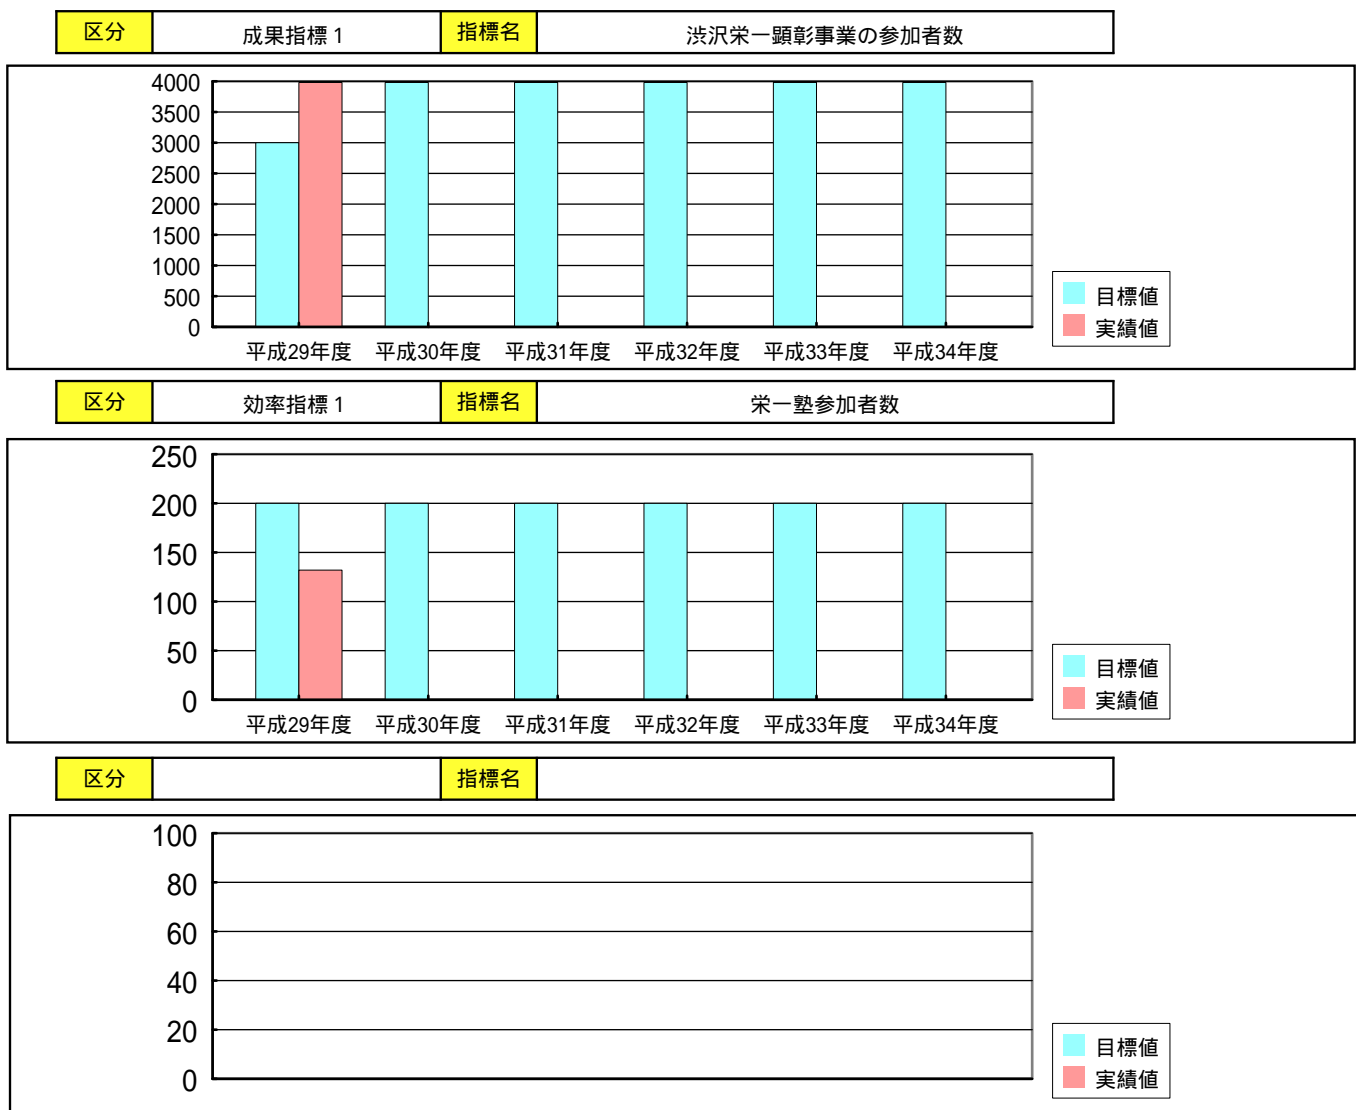 区分 成果指標1 指標名 渋沢栄一顕彰事業の参加者数
4000
3500
3000
2500
2000
1500
1000
500
0
平成29年度 平成30年度 平成31年度 平成32年度 平成33年度 平成34年度
目標値
実績値
区分 効率指標1 指標名 栄一塾参加者数
250
200
150
100
50
0
平成29年度 平成30年度 平成31年度 平成32年度 平成33年度 平成34年度
目標値
実績値
区分 指標名
100
80
60
40
20
0
目標値
実績値